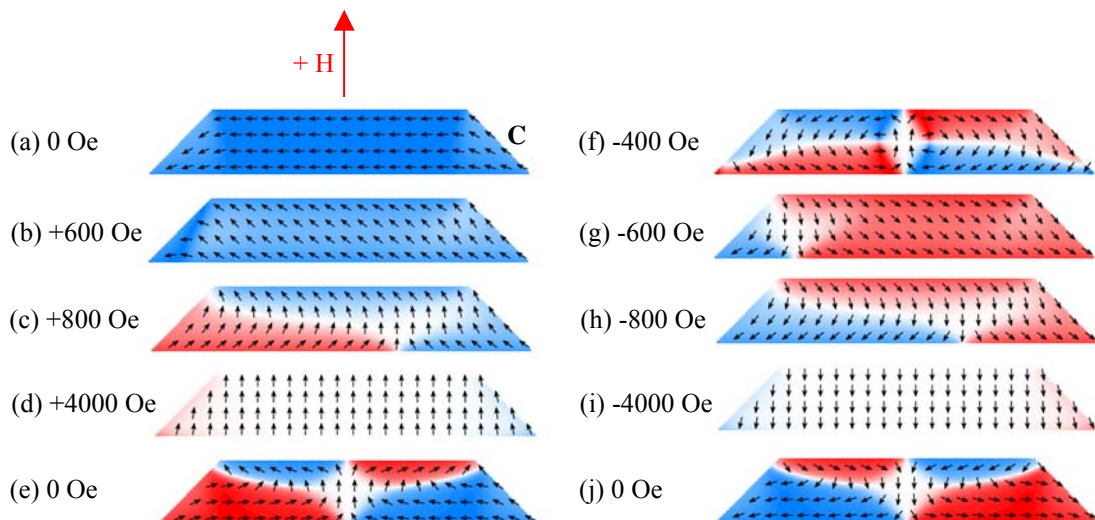 + H
C
(a) 0 Oe
(b) +600 Oe
(c) +800 Oe
(d) +4000 Oe
(e) 0 Oe
(f) -400 Oe
(g) -600 Oe
(h) -800 Oe
(i) -4000 Oe
(j) 0 Oe